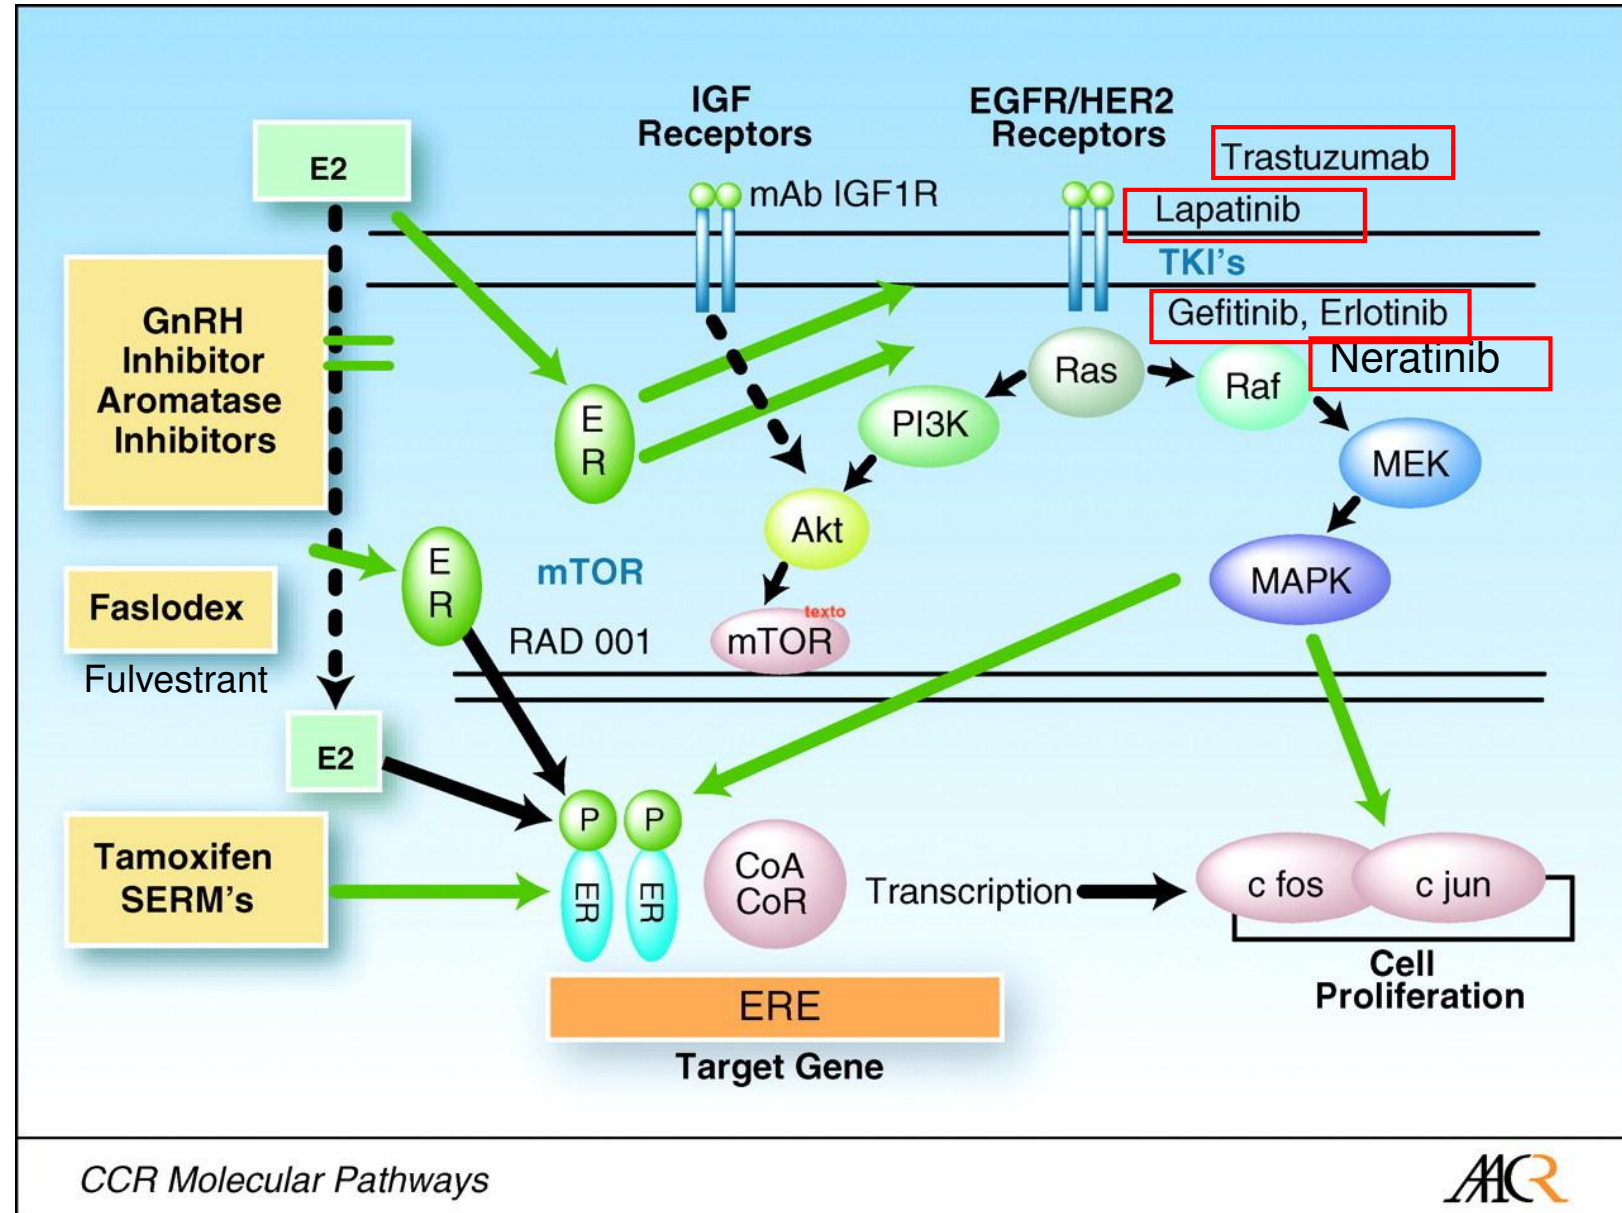 IGF
Receptors
EGFR/HER2
Receptors
Trastuzumab
E2
mAb IGF1R
Lapatinib
TKI's
GnRH
Inhibitor
Aromatase
Inhibitors
Gefitinib, Erlotinib
Neratinib
Ras
Raf
E
R
PI3K
MEK
Akt
E
R
mTOR
MAPK
Faslodex
Fulvestrant
RAD 001
texto
mTOR
E2
P
P
Tamoxifen
SERM's
ER
ER
CoA
CoR
Transcription
c fos
c jun
Cell
Proliferation
ERE
Target Gene
CCR Molecular Pathways
AACR